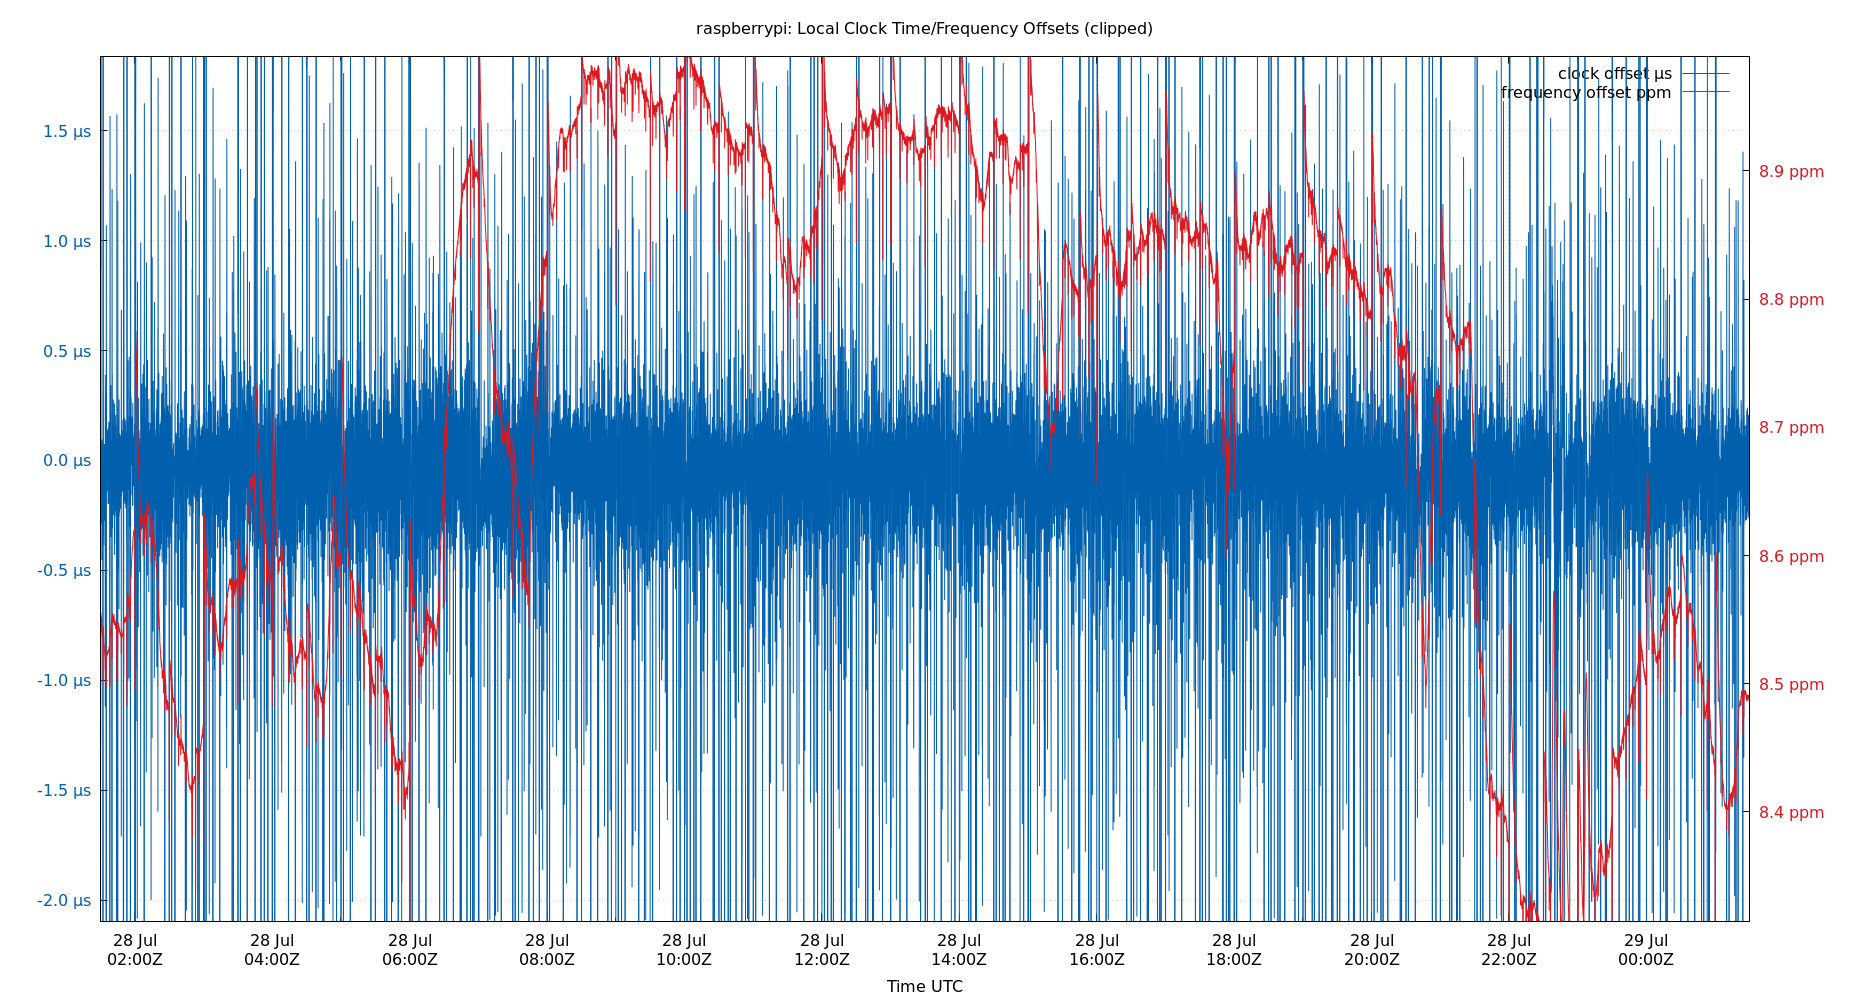 raspberrypi: Local Clock Time/Frequency Offsets (clipped)
clock offset µs
frequency offset ppm
1.5 µs
1.0 µs
0.5 µs
0.0 µs
-0.5 µs
-1.0 µs
-1.5 µs
-2.0 µs
8.9 ppm
8.8 ppm
8.7 ppm
8.6 ppm
8.5 ppm
8.4 ppm
28 Jul 28 Jul 28 Jul 28 Jul 28 Jul 28 Jul 28 Jul 28 Jul 28 Jul 28 Jul 28 Jul 29 Jul
02:00Z 04:00Z 06:00Z 08:00Z 10:00Z 12:00Z 14:00Z 16:00Z 18:00Z 20:00Z 22:00Z 00:00Z
Time UTC